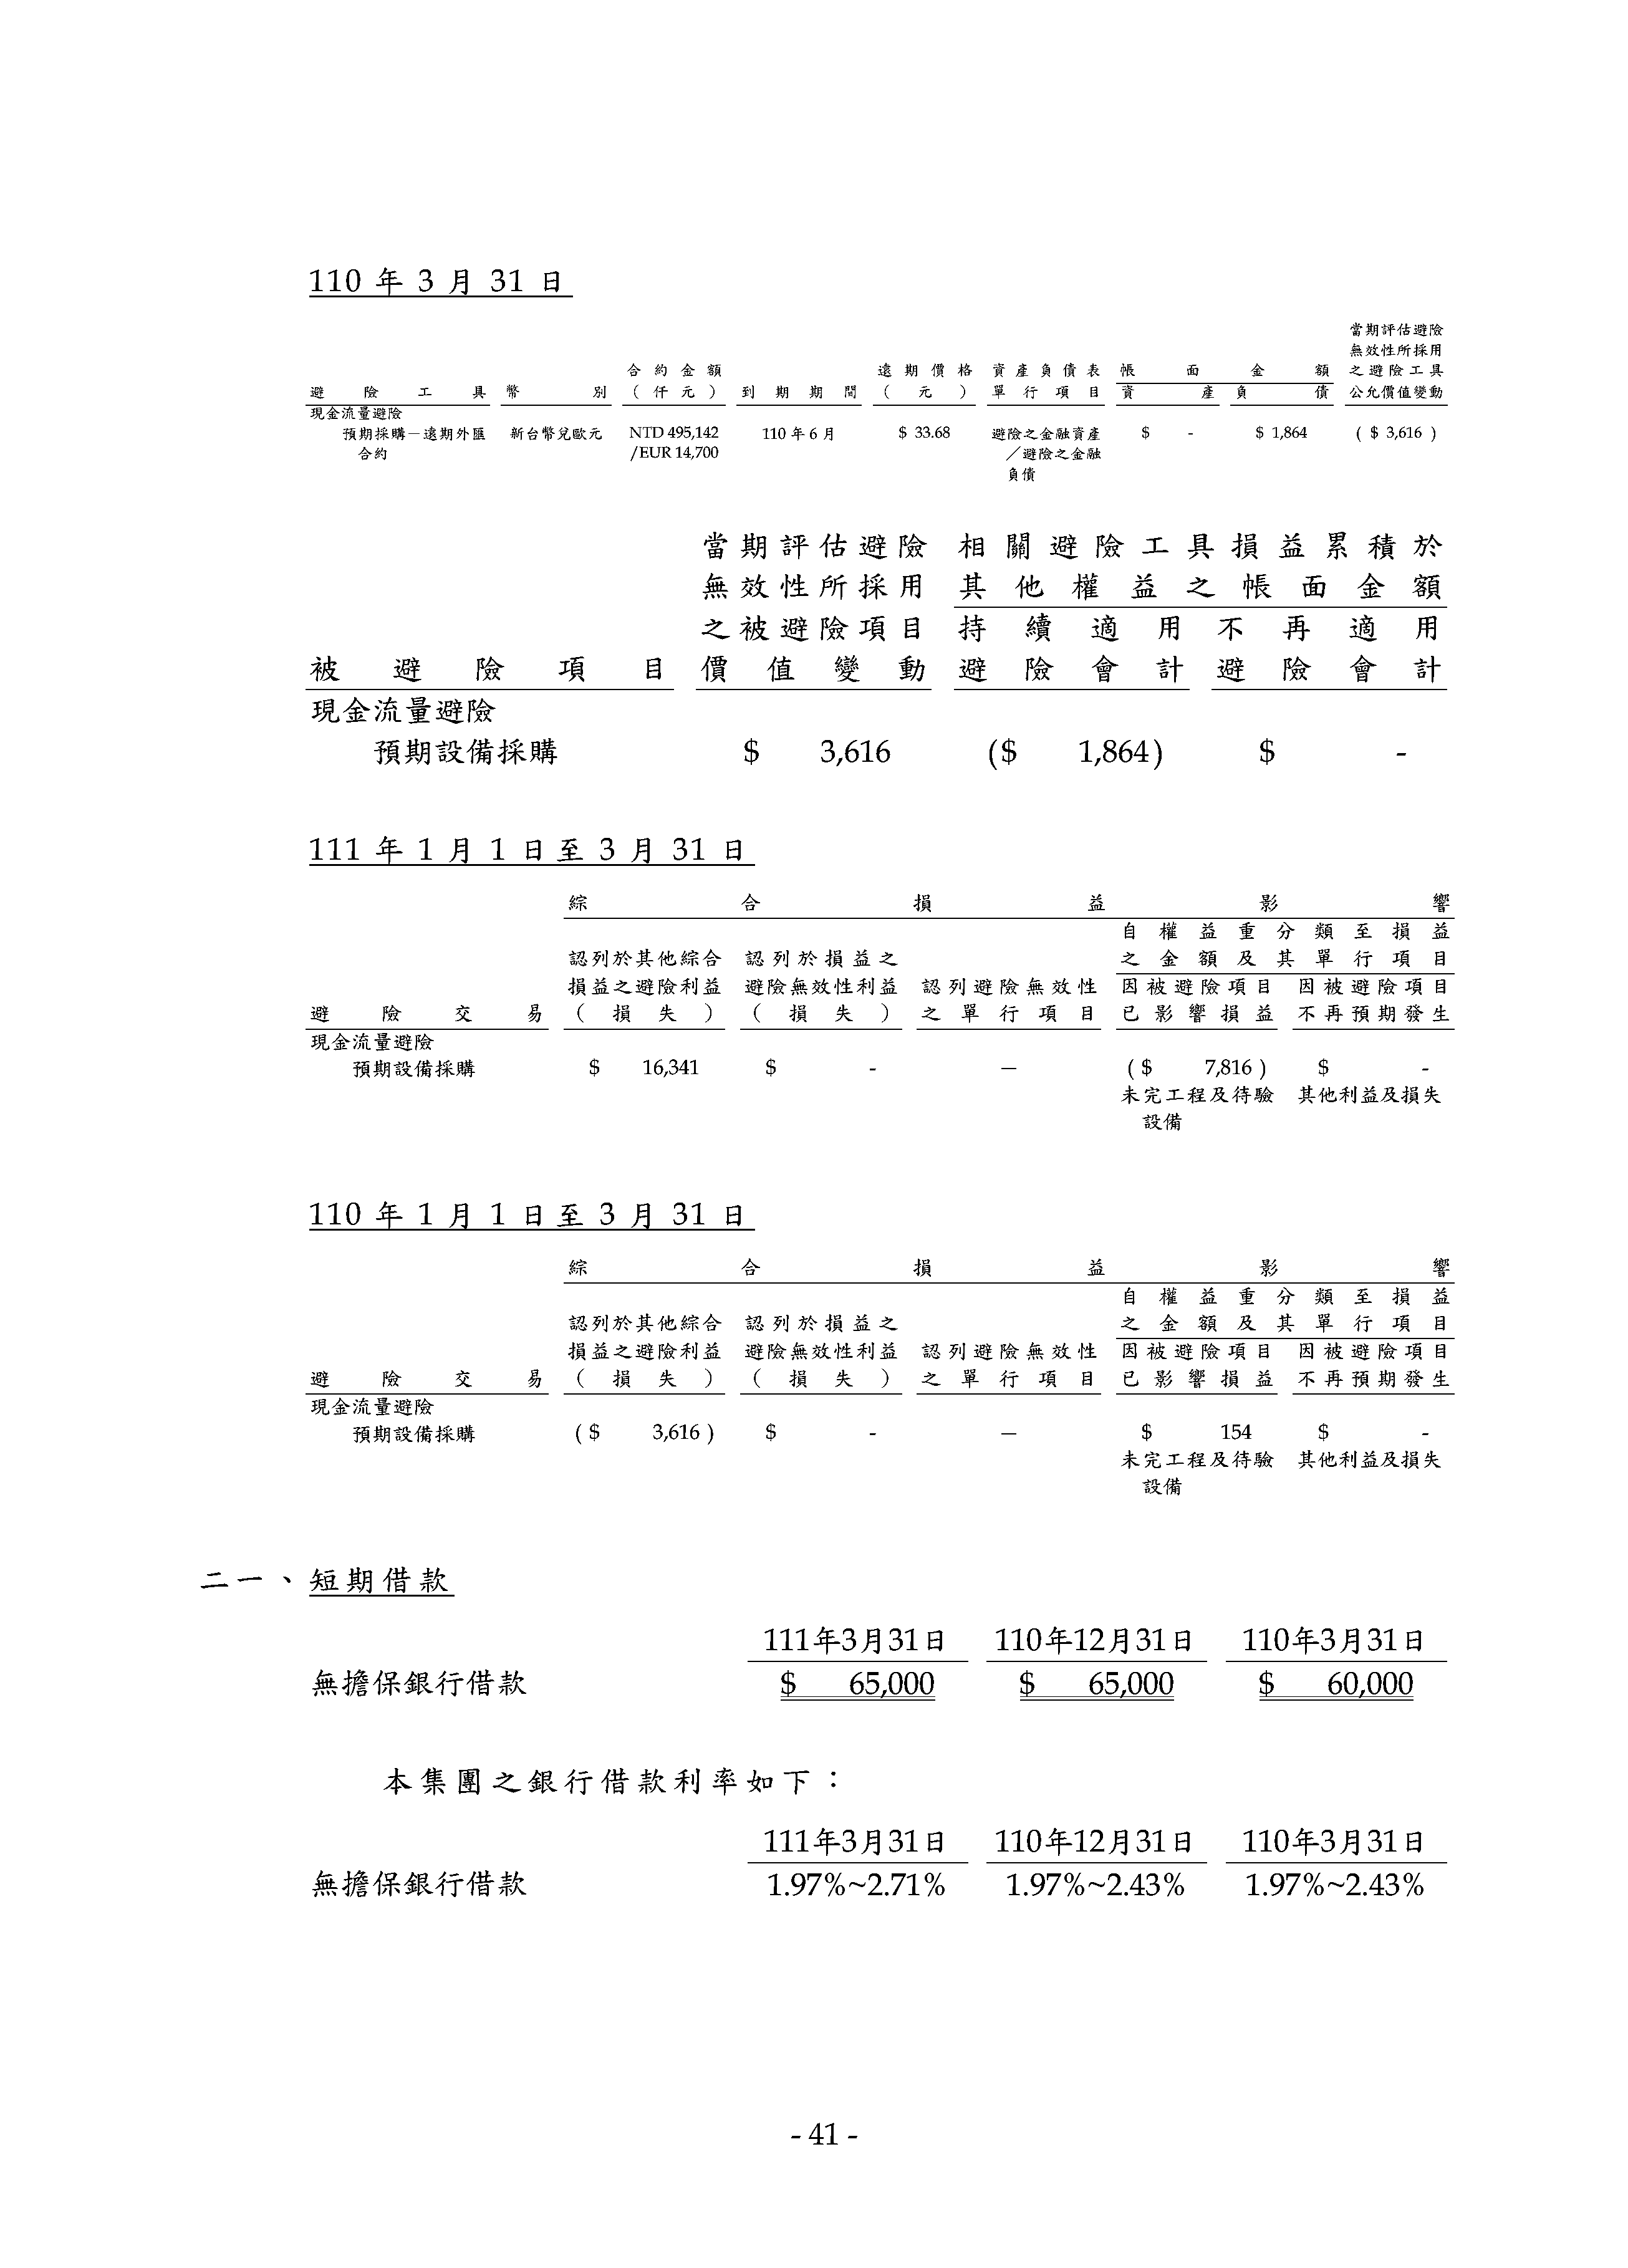 110 年 3 月 31 日
當期評估避險
無效性所採用
合約金額 遠期價格 資產負債表 帳面金額 之避險工具
避險工具 幣別 (仟元) 到期期間 (元) 單行項目 資產 負債 公允價值變動
現金流量避險
預期採購－遠期外匯 新台幣兌歐元 NTD 495,142 110 年 6 月 $ 33.68 避險之金融資產 $ - $ 1,864 ( $ 3,616 )
合約 /EUR 14,700 ／避險之金融
負債
當期評估避險 相關避險工具損益累積於
無效性所採用 其他權益之帳面金額
之被避險項目 持續適用 不再適用
被避險項目 價值變動 避險會計 避險會計
現金流量避險
預期設備採購 $ 3,616 ($ 1,864) $ -
111 年 1 月 1 日至 3 月 31 日
綜合損益影響
自權益重分類至損益
認列於其他綜合 認列於損益之 之金額及其單行項目
損益之避險利益 避險無效性利益 認列避險無效性 因被避險項目 因被避險項目
避險交易 (損失) (損失) 之單行項目 已影響損益 不再預期發生
現金流量避險
預期設備採購 $ 16,341 $ - － ( $ 7,816 ) $ -
未完工程及待驗 其他利益及損失
設備
110 年 1 月 1 日至 3 月 31 日
綜合損益影響
自權益重分類至損益
認列於其他綜合 認列於損益之 之金額及其單行項目
損益之避險利益 避險無效性利益 認列避險無效性 因被避險項目 因被避險項目
避險交易 (損失) (損失) 之單行項目 已影響損益 不再預期發生
現金流量避險
預期設備採購 ( $ 3,616 ) $ - － $ 154 $ -
未完工程及待驗 其他利益及損失
設備
二一、短期借款
111年3月31日 110年12月31日 110年3月31日
無擔保銀行借款 $ 65,000 $ 65,000 $ 60,000
本集團之銀行借款利率如下：
111年3月31日 110年12月31日 110年3月31日
無擔保銀行借款 1.97%~2.71% 1.97%~2.43% 1.97%~2.43%
- 41 -